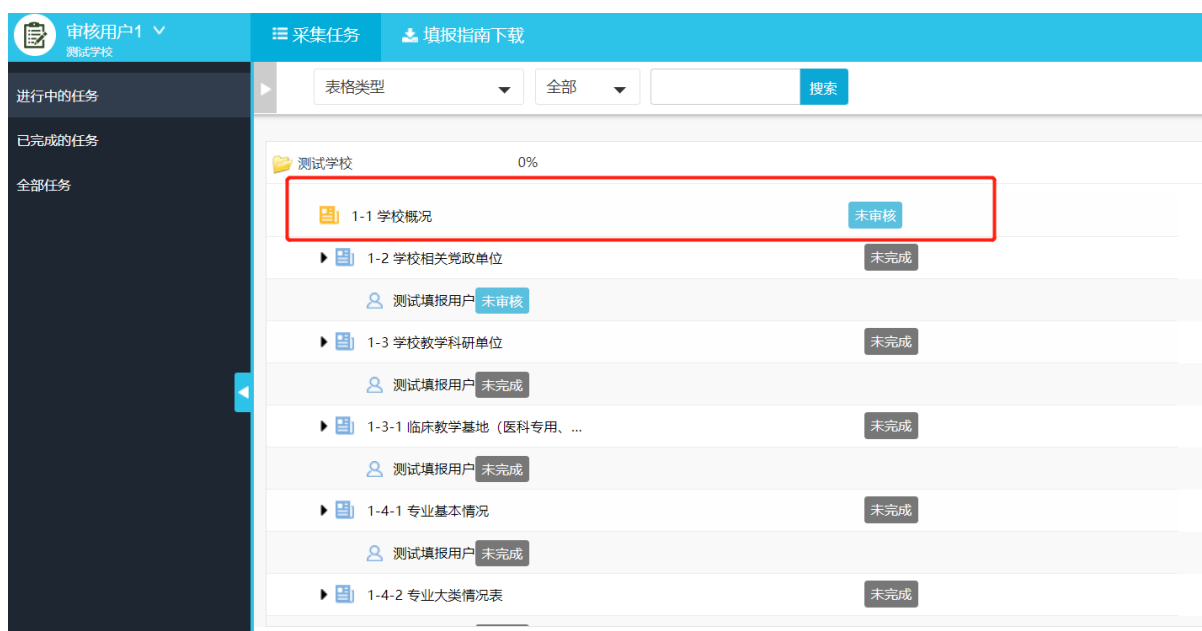 审核用户1
测试学校
采集任务 填报指南下载
进行中的任务
已完成的任务
全部任务
表格类型 全部 搜索
测试学校 0%
1-1 学校概况 未审核
1-2 学校相关党政单位 未完成
测试填报用户 未审核
1-3 学校教学科研单位 未完成
测试填报用户 未完成
1-3-1 临床教学基地（医科专用、... 未完成
测试填报用户 未完成
1-4-1 专业基本情况 未完成
测试填报用户 未完成
1-4-2 专业大类情况表 未完成